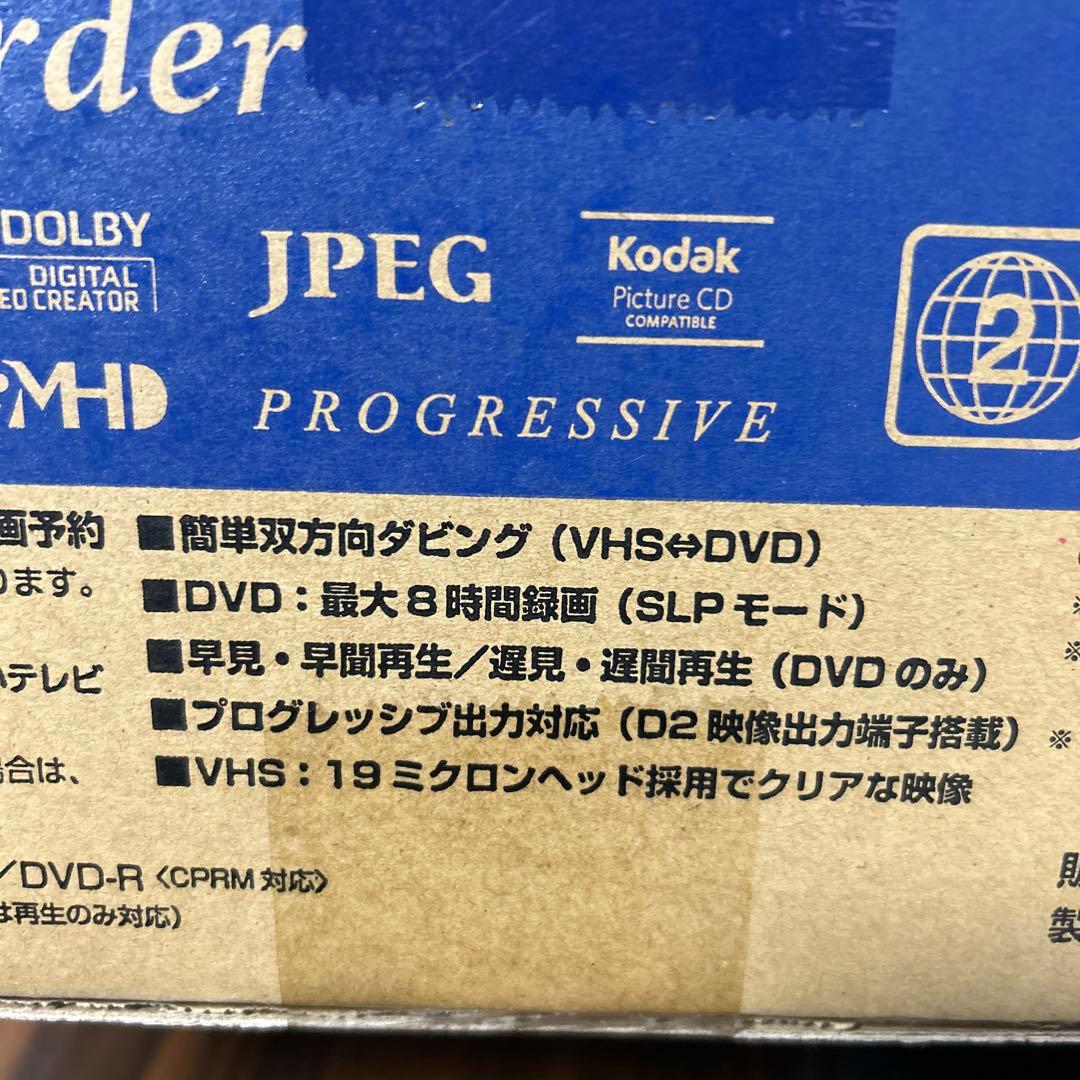 rder
DOLBY
DIGITAL
EO CREATOR
JPEG
Kodak
Picture CD
COMPATIBLE
2
PROGRESSIVE
画予約
ります。
テレビ
場合は、
■簡単双方向ダビング（VHS⇔DVD）
■DVD：最大8時間録画（SLPモード）
■早見・早聞再生／遅見・遅聞再生（DVDのみ）
■プログレッシブ出力対応（D2映像出力端子搭載）
■VHS：19ミクロンヘッド採用でクリアな映像
／DVD-R〈CPRM対応〉
は再生のみ対応）
※
※
※
販
製